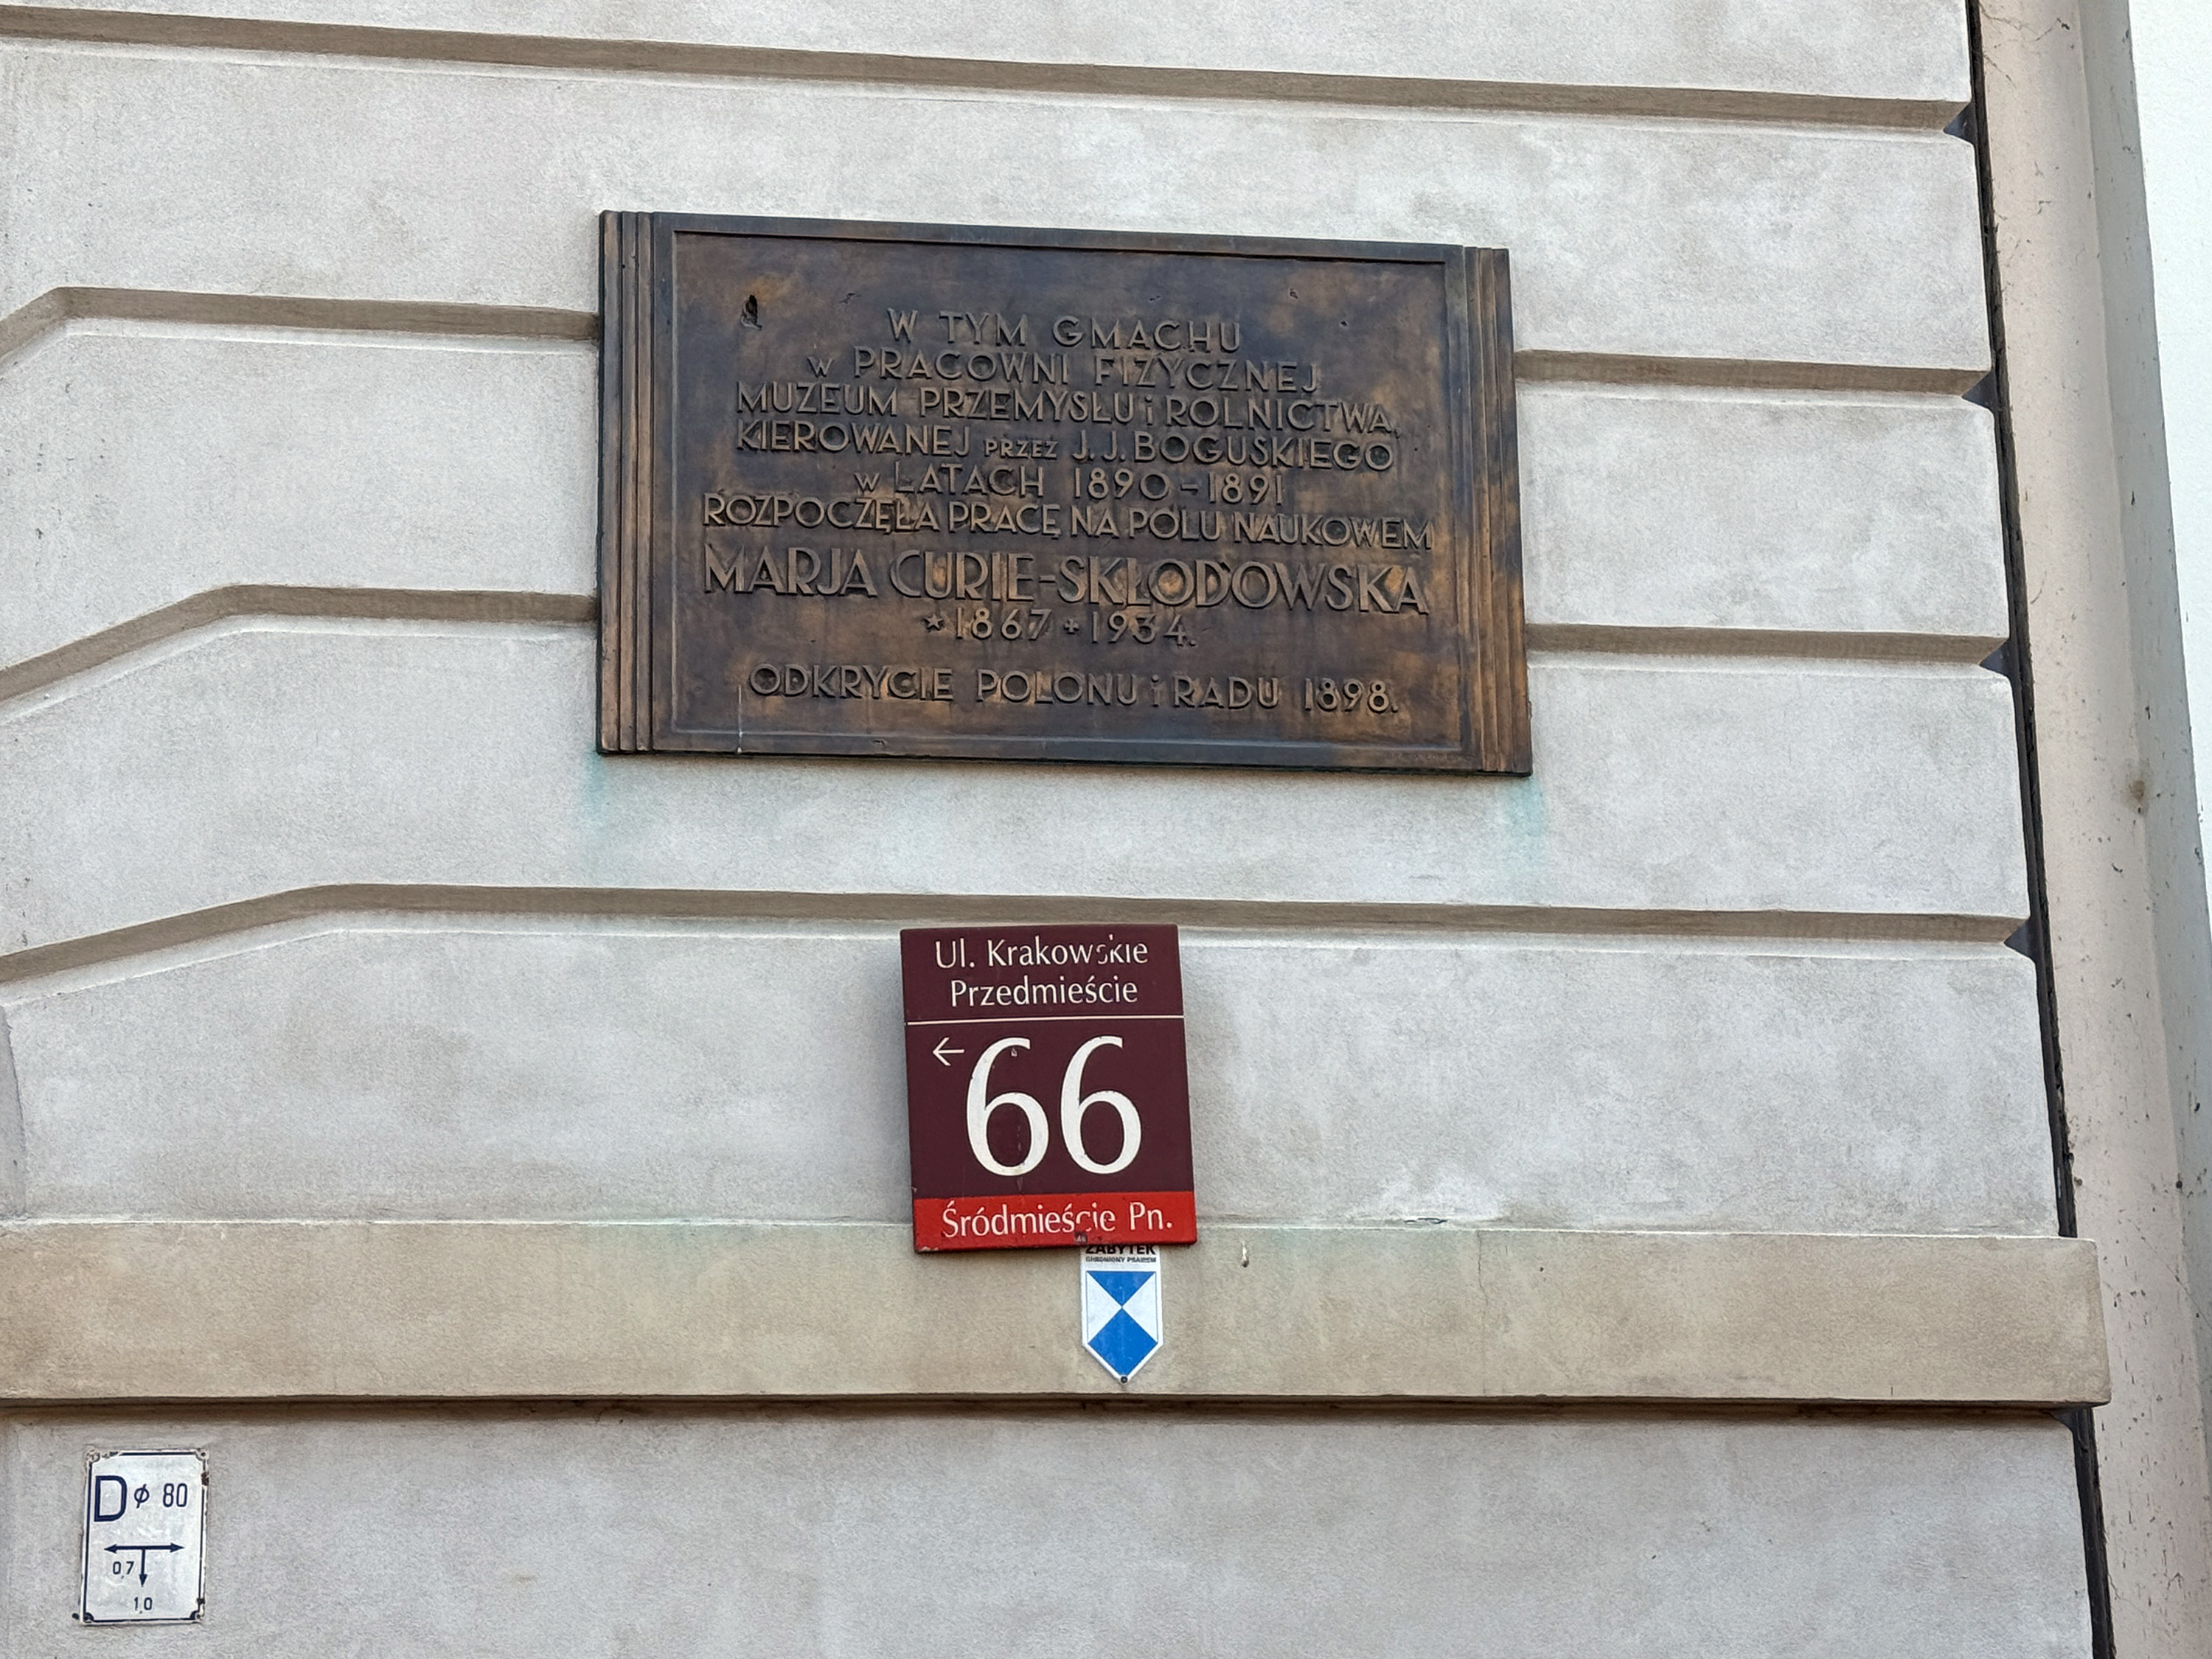 W TYM GMACHU
w PRACOWNI FIZYCZNEJ
MUZEUM PRZEMYSŁU i ROLNICTWA,
KIEROWANEJ PRZEZ J.J. BOGUSKIEGO
w LATACH 1890-1891
ROZPOCZĘŁA PRACĘ NA POLU NAUKOWEM
MARJA CURIE-SKŁODOWSKA
*1867 + 1934.
ODKRYCIE POLONU i RADU 1898.
Ul. Krakowskie
Przedmieście
←66
Śródmieście Pn.
ZABYTEK
CHRONIONY PRAWEM
D ϕ 80
0,7
1,0